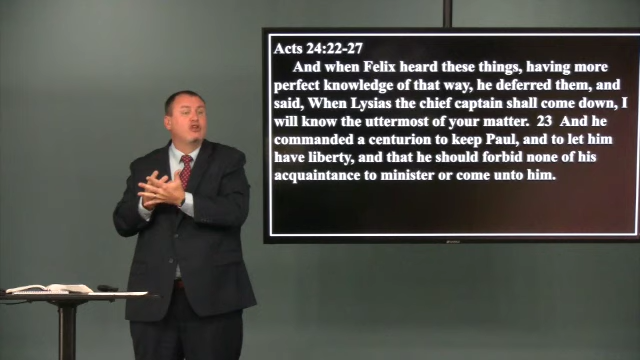 Acts 24:22-27
And when Felix heard these things, having more
perfect knowledge of that way, he deferred them, and
said, When Lysias the chief captain shall come down, I
will know the uttermost of your matter. 23 And he
commanded a centurion to keep Paul, and to let him
have liberty, and that he should forbid none of his
acquaintance to minister or come unto him.